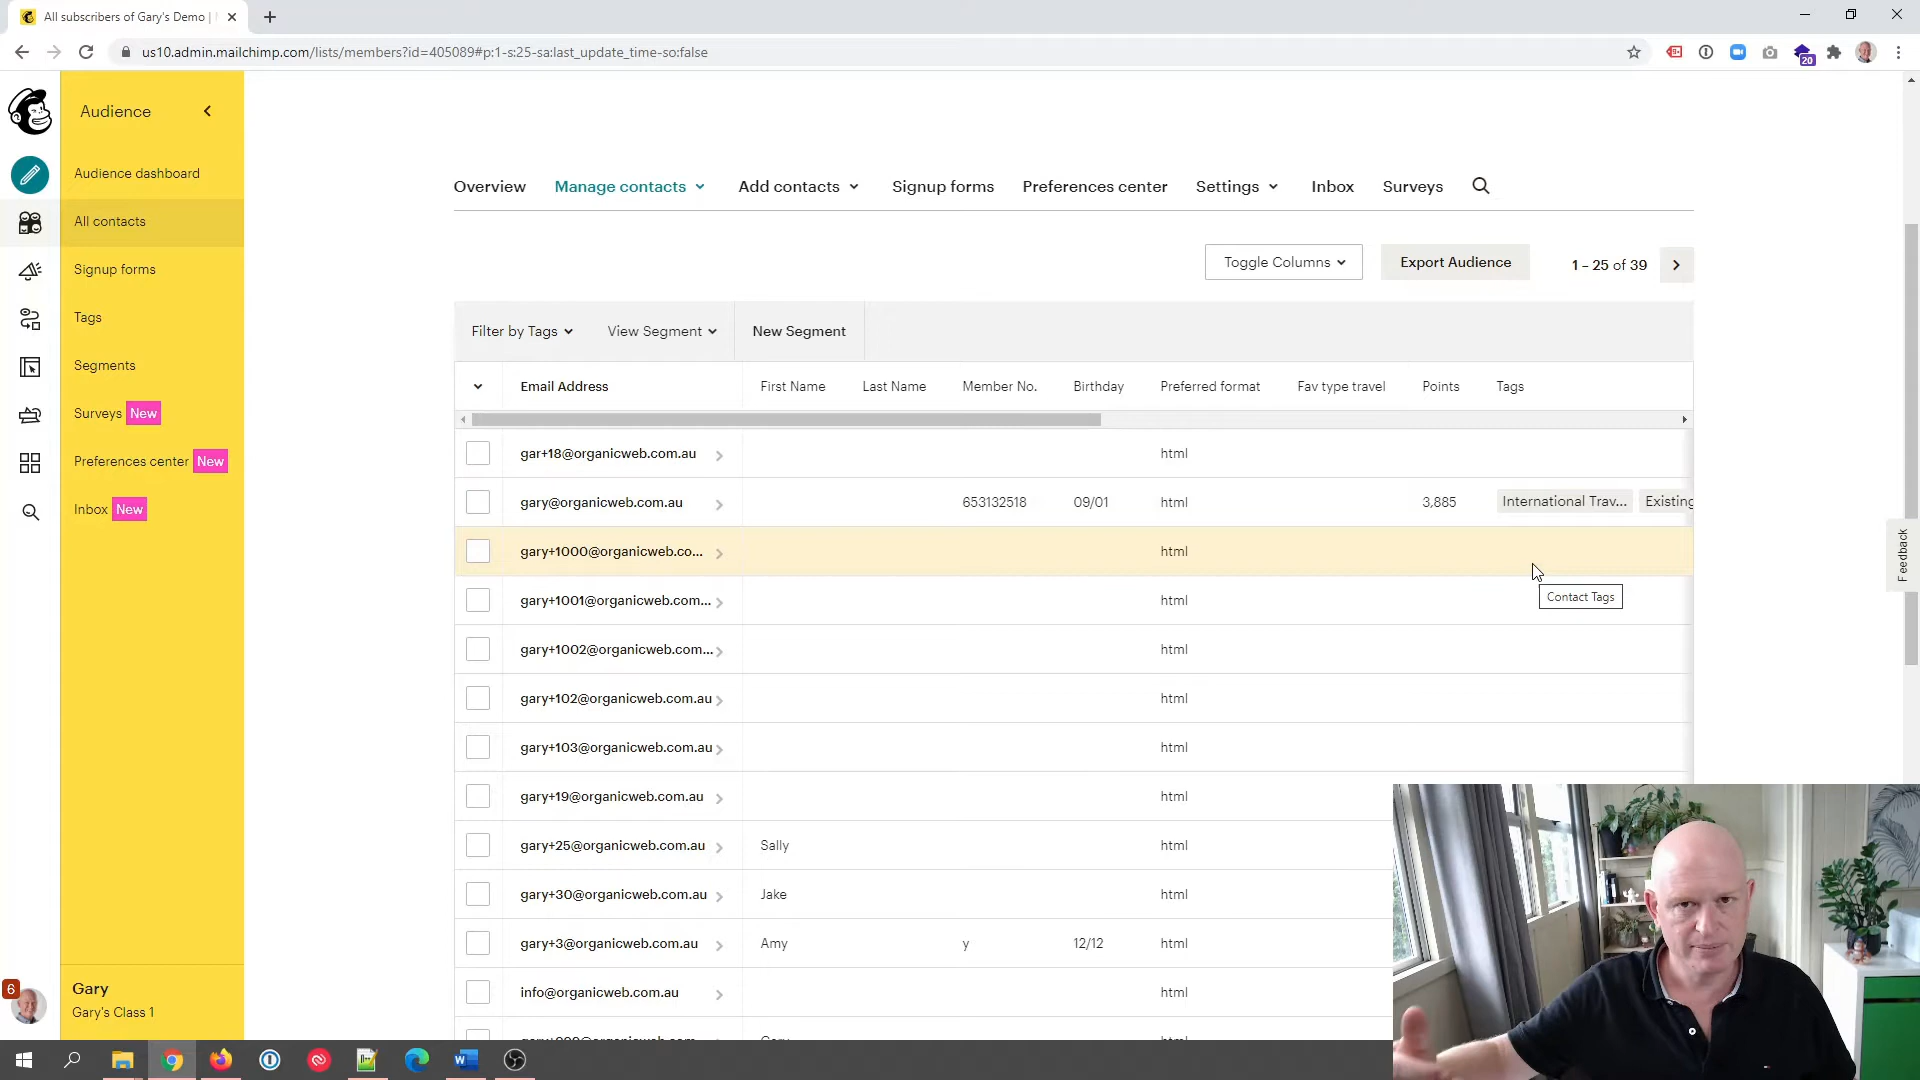 All subscribers of Gary's Demo |
us10.admin.mailchimp.com/lists/members?id=405089#p:1-s:25-sa:last_update_time-so:false
20
Audience
Audience dashboard
All contacts
Signup forms
Tags
Segments
Surveys New
Preferences center New
Inbox New
6
Gary
Gary's Class 1
Overview Manage contacts Add contacts Signup forms Preferences center Settings Inbox Surveys
Toggle Columns Export Audience 1 – 25 of 39
Filter by Tags View Segment New Segment
Email Address First Name Last Name Member No. Birthday Preferred format Fav type travel Points Tags
gar+18@organicweb.com.au html
gary@organicweb.com.au 653132518 09/01 html 3,885 International Trav... Existing
gary+1000@organicweb.co... html
Contact Tags
gary+1001@organicweb.com... html
gary+1002@organicweb.com... html
gary+102@organicweb.com.au html
gary+103@organicweb.com.au html
gary+19@organicweb.com.au html
gary+25@organicweb.com.au Sally html
gary+30@organicweb.com.au Jake html
gary+3@organicweb.com.au Amy y 12/12 html
info@organicweb.com.au html
Feedback